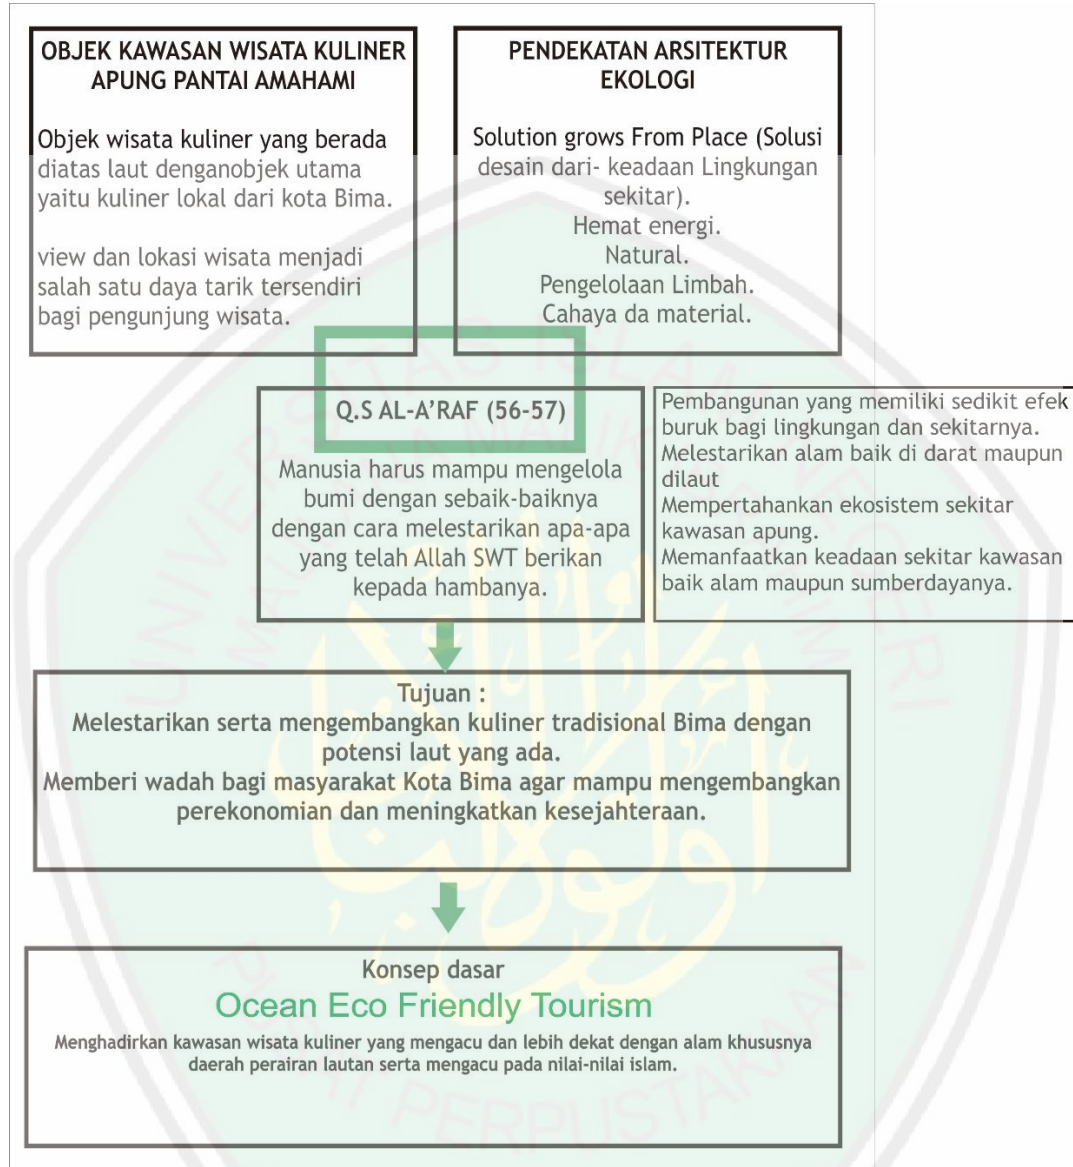 OBJEK KAWASAN WISATA KULINER
APUNG PANTAI AMAHAMI
Objek wisata kuliner yang berada
diatas laut denganobjek utama
yaitu kuliner lokal dari kota Bima.
view dan lokasi wisata menjadi
salah satu daya tarik tersendiri
bagi pengunjung wisata.
PENDEKATAN ARSITEKTUR
EKOLOGI
Solution grows From Place (Solusi
desain dari- keadaan Lingkungan
sekitar).
Hemat energi.
Natural.
Pengelolaan Limbah.
Cahaya da material.
Q.S AL-A’RAF (56-57)
Manusia harus mampu mengelola
bumi dengan sebaik-baiknya
dengan cara melestarikan apa-apa
yang telah Allah SWT berikan
kepada hambanya.
Pembangunan yang memiliki sedikit efek
buruk bagi lingkungan dan sekitarnya.
Melestarikan alam baik di darat maupun
dilaut
Mempertahankan ekosistem sekitar
kawasan apung.
Memanfaatkan keadaan sekitar kawasan
baik alam maupun sumberdayanya.
Tujuan :
Melestarikan serta mengembangkan kuliner tradisional Bima dengan
potensi laut yang ada.
Memberi wadah bagi masyarakat Kota Bima agar mampu mengembangkan
perekonomian dan meningkatkan kesejahteraan.
Konsep dasar
Ocean Eco Friendly Tourism
Menghadirkan kawasan wisata kuliner yang mengacu dan lebih dekat dengan alam khususnya
daerah perairan lautan serta mengacu pada nilai-nilai islam.
UNIVERSITAS ISLAM NEGERI
MAULANA MALIK IBRAHIM
PUSAT PERPUSTAKAAN